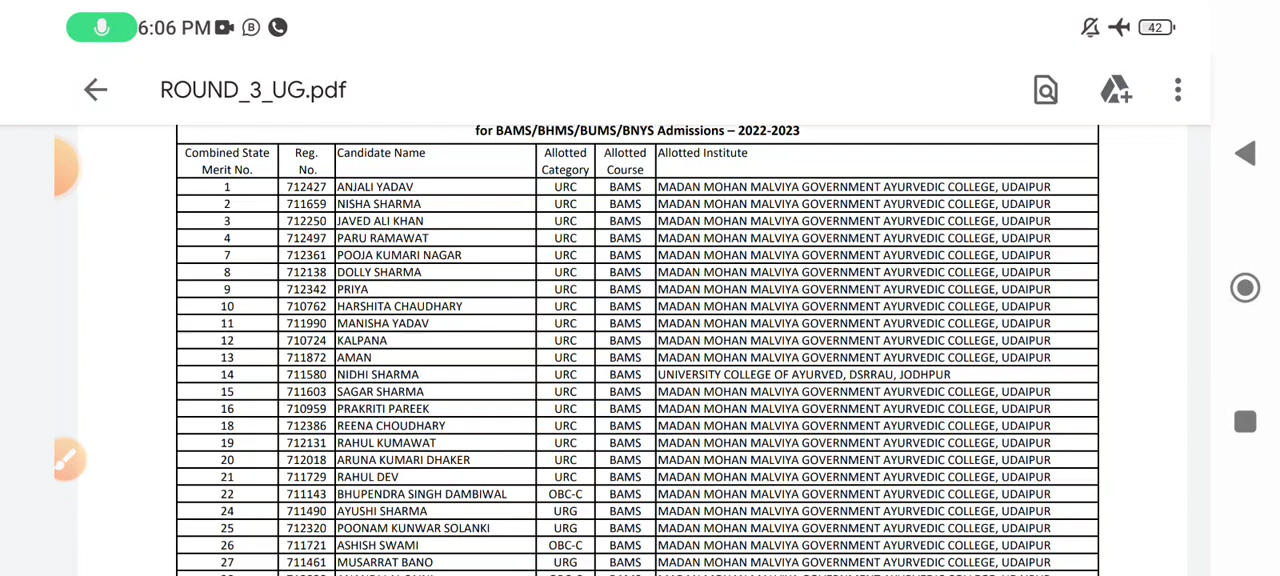 6:06 PM B 42
ROUND_3_UG.pdf
for BAMS/BHMS/BUMS/BNYS Admissions – 2022-2023
Combined State Merit No. Reg. No. Candidate Name Allotted Category Allotted Course Allotted Institute
1 712427 ANJALI YADAV URC BAMS MADAN MOHAN MALVIYA GOVERNMENT AYURVEDIC COLLEGE, UDAIPUR
2 711659 NISHA SHARMA URC BAMS MADAN MOHAN MALVIYA GOVERNMENT AYURVEDIC COLLEGE, UDAIPUR
3 712250 JAVED ALI KHAN URC BAMS MADAN MOHAN MALVIYA GOVERNMENT AYURVEDIC COLLEGE, UDAIPUR
4 712497 PARU RAMAWAT URC BAMS MADAN MOHAN MALVIYA GOVERNMENT AYURVEDIC COLLEGE, UDAIPUR
7 712361 POOJA KUMARI NAGAR URC BAMS MADAN MOHAN MALVIYA GOVERNMENT AYURVEDIC COLLEGE, UDAIPUR
8 712138 DOLLY SHARMA URC BAMS MADAN MOHAN MALVIYA GOVERNMENT AYURVEDIC COLLEGE, UDAIPUR
9 712342 PRIYA URC BAMS MADAN MOHAN MALVIYA GOVERNMENT AYURVEDIC COLLEGE, UDAIPUR
10 710762 HARSHITA CHAUDHARY URC BAMS MADAN MOHAN MALVIYA GOVERNMENT AYURVEDIC COLLEGE, UDAIPUR
11 711990 MANISHA YADAV URC BAMS MADAN MOHAN MALVIYA GOVERNMENT AYURVEDIC COLLEGE, UDAIPUR
12 710724 KALPANA URC BAMS MADAN MOHAN MALVIYA GOVERNMENT AYURVEDIC COLLEGE, UDAIPUR
13 711872 AMAN URC BAMS MADAN MOHAN MALVIYA GOVERNMENT AYURVEDIC COLLEGE, UDAIPUR
14 711580 NIDHI SHARMA URC BAMS UNIVERSITY COLLEGE OF AYURVED, DSRRAU, JODHPUR
15 711603 SAGAR SHARMA URC BAMS MADAN MOHAN MALVIYA GOVERNMENT AYURVEDIC COLLEGE, UDAIPUR
16 710959 PRAKRITI PAREEK URC BAMS MADAN MOHAN MALVIYA GOVERNMENT AYURVEDIC COLLEGE, UDAIPUR
18 712386 REENA CHOUDHARY URC BAMS MADAN MOHAN MALVIYA GOVERNMENT AYURVEDIC COLLEGE, UDAIPUR
19 712131 RAHUL KUMAWAT URC BAMS MADAN MOHAN MALVIYA GOVERNMENT AYURVEDIC COLLEGE, UDAIPUR
20 712018 ARUNA KUMARI DHAKER URC BAMS MADAN MOHAN MALVIYA GOVERNMENT AYURVEDIC COLLEGE, UDAIPUR
21 711729 RAHUL DEV URC BAMS MADAN MOHAN MALVIYA GOVERNMENT AYURVEDIC COLLEGE, UDAIPUR
22 711143 BHUPENDRA SINGH DAMBIWAL OBC-C BAMS MADAN MOHAN MALVIYA GOVERNMENT AYURVEDIC COLLEGE, UDAIPUR
24 711490 AYUSHI SHARMA URG BAMS MADAN MOHAN MALVIYA GOVERNMENT AYURVEDIC COLLEGE, UDAIPUR
25 712320 POONAM KUNWAR SOLANKI URG BAMS MADAN MOHAN MALVIYA GOVERNMENT AYURVEDIC COLLEGE, UDAIPUR
26 711721 ASHISH SWAMI OBC-C BAMS MADAN MOHAN MALVIYA GOVERNMENT AYURVEDIC COLLEGE, UDAIPUR
27 711461 MUSARRAT BANO URG BAMS MADAN MOHAN MALVIYA GOVERNMENT AYURVEDIC COLLEGE, UDAIPUR